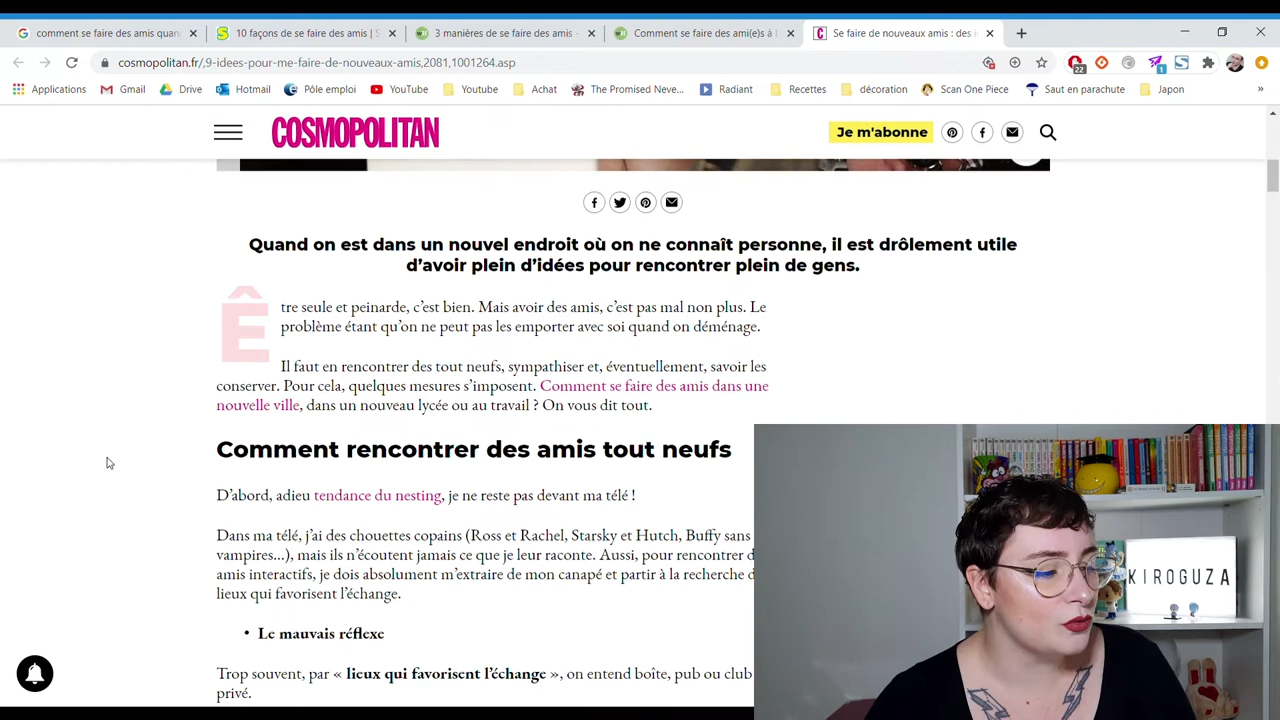 comment se faire des amis quan
10 façons de se faire des amis | S
3 manières de se faire des amis -
Comment se faire des ami(e)s à l
Se faire de nouveaux amis : des i
cosmopolitan.fr/,9-idees-pour-me-faire-de-nouveaux-amis,2081,1001264.asp
22
1
Applications
Gmail
Drive
Hotmail
Pôle emploi
YouTube
Youtube
Achat
The Promised Neve...
Radiant
Recettes
décoration
Scan One Piece
Saut en parachute
Japon
»
COSMOPOLITAN
Je m'abonne
Quand on est dans un nouvel endroit où on ne connaît personne, il est drôlement utile
d’avoir plein d’idées pour rencontrer plein de gens.
Être seule et peinarde, c’est bien. Mais avoir des amis, c’est pas mal non plus. Le
problème étant qu’on ne peut pas les emporter avec soi quand on déménage.
Il faut en rencontrer des tout neufs, sympathiser et, éventuellement, savoir les
conserver. Pour cela, quelques mesures s’imposent. Comment se faire des amis dans une
nouvelle ville, dans un nouveau lycée ou au travail ? On vous dit tout.
Comment rencontrer des amis tout neufs
D’abord, adieu tendance du nesting, je ne reste pas devant ma télé !
Dans ma télé, j’ai des chouettes copains (Ross et Rachel, Starsky et Hutch, Buffy sans
vampires...), mais ils n’écoutent jamais ce que je leur raconte. Aussi, pour rencontrer d
amis interactifs, je dois absolument m’extraire de mon canapé et partir à la recherche d
lieux qui favorisent l’échange.
• Le mauvais réflexe
Trop souvent, par « lieux qui favorisent l’échange », on entend boîte, pub ou club
privé.
KIROGUZA